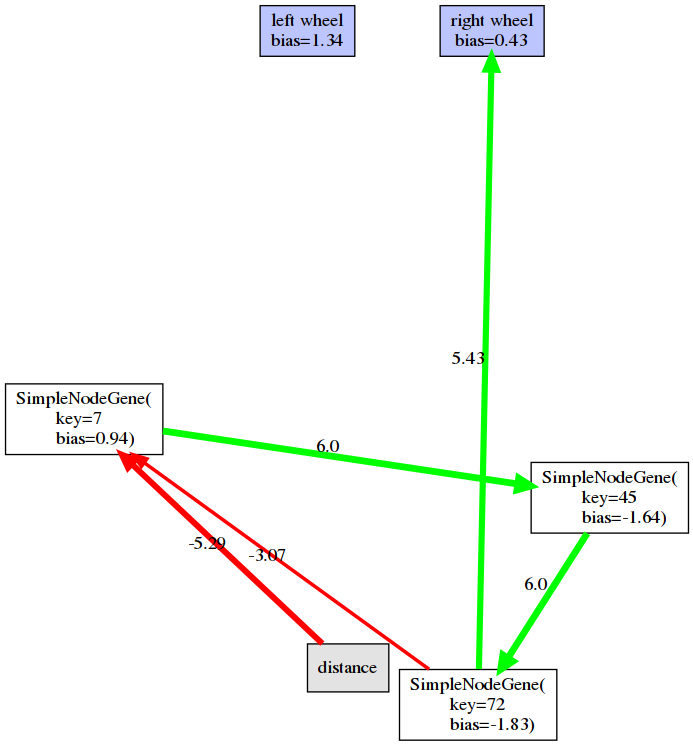 left wheel
bias=1.34
right wheel
bias=0.43
5.43
SimpleNodeGene(
key=7
bias=0.94)
6.0
SimpleNodeGene(
key=45
bias=-1.64)
-5.29
-3.07
6.0
distance
SimpleNodeGene(
key=72
bias=-1.83)